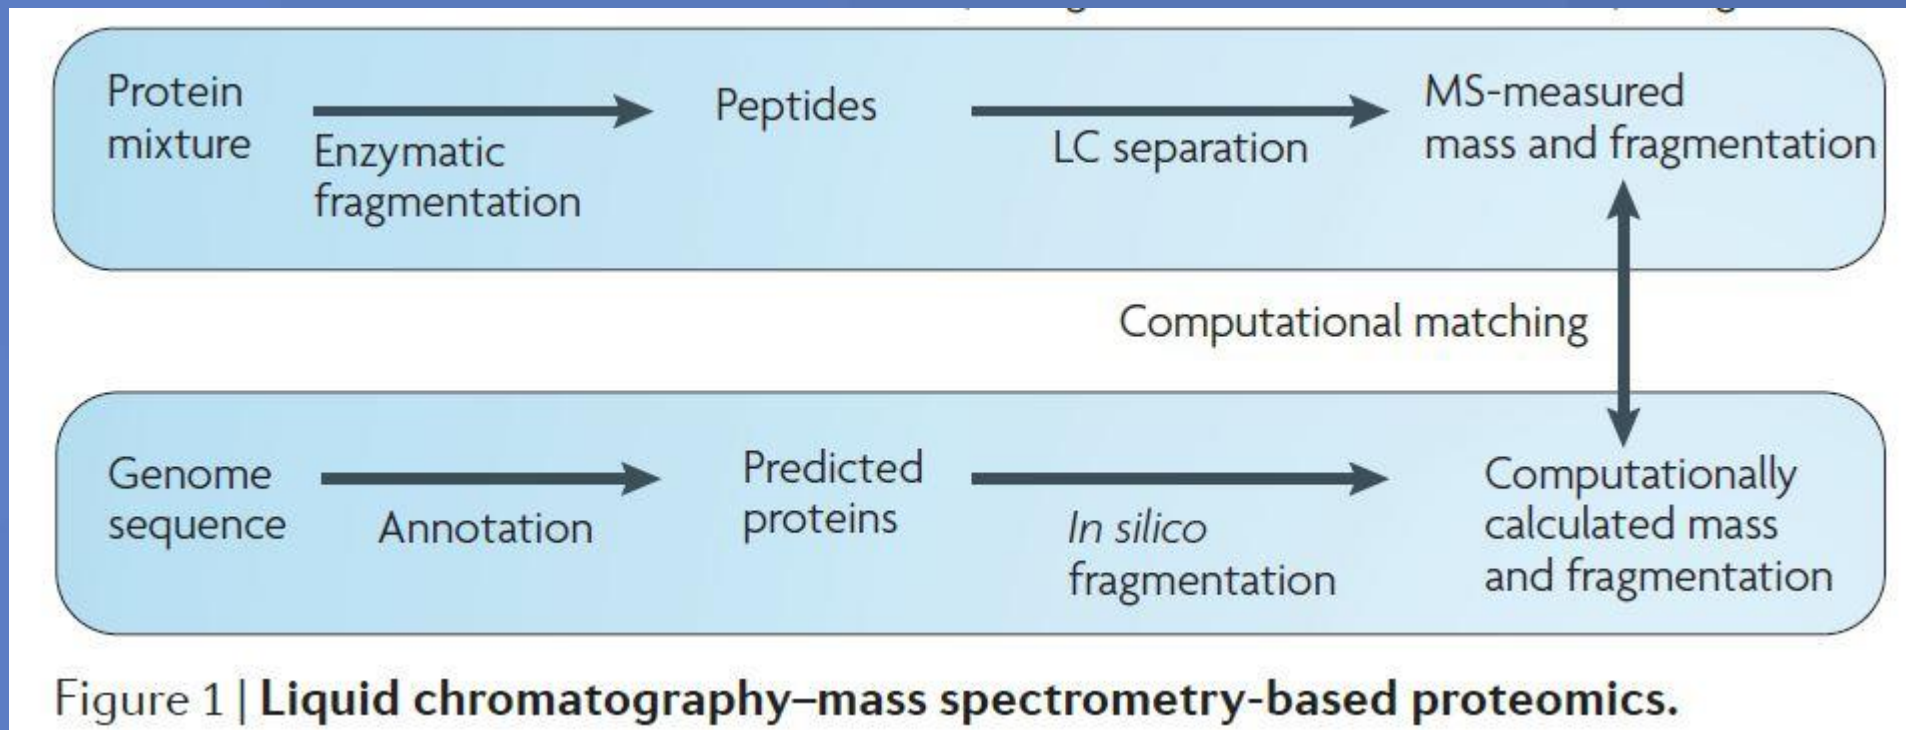 Protein
mixture
Enzymatic
fragmentation
Peptides
LC separation
MS-measured
mass and fragmentation
Computational matching
Genome
sequence
Annotation
Predicted
proteins
In silico
fragmentation
Computationally
calculated mass
and fragmentation
Figure 1 | Liquid chromatography–mass spectrometry-based proteomics.